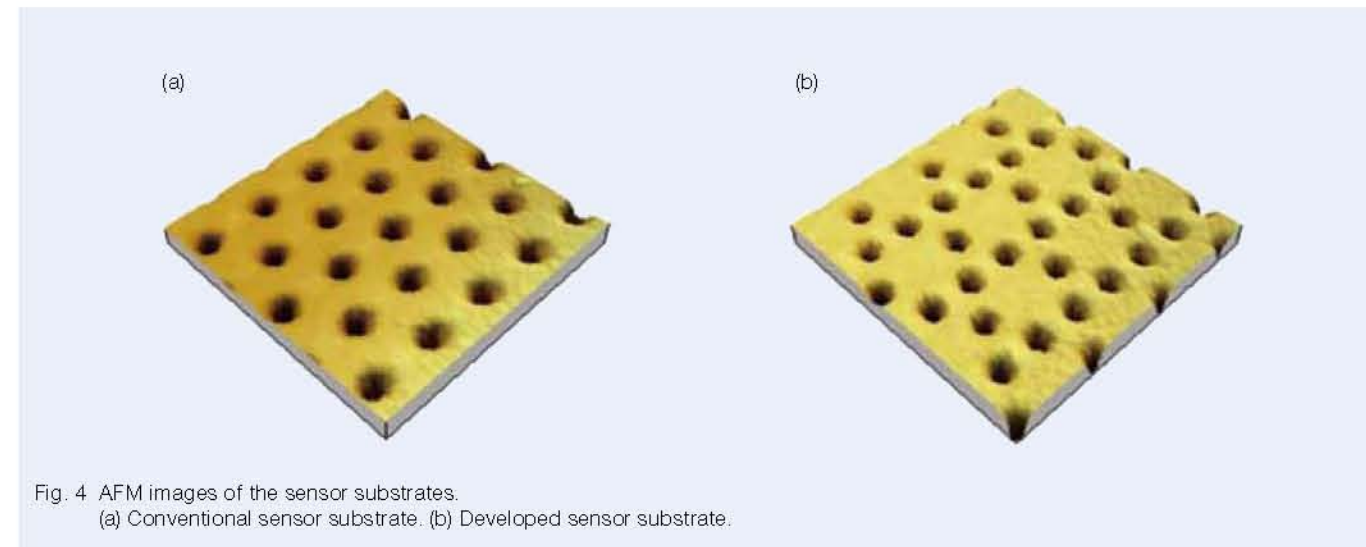 (a) (b)
Fig. 4 AFM images of the sensor substrates.
(a) Conventional sensor substrate. (b) Developed sensor substrate.